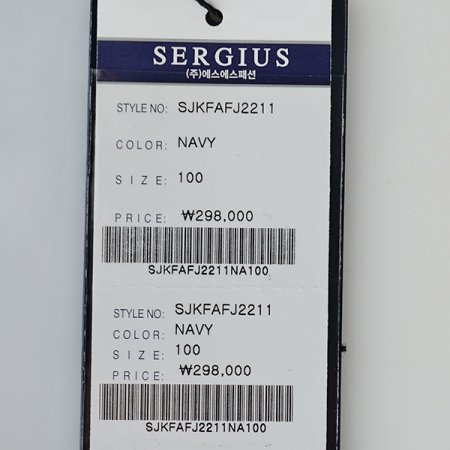 SERGIUS
(주)에스에스패션
STYLE NO: SJKFAFJ2211
COLOR: NAVY
SIZE: 100
PRICE: ₩298,000
SJKFAFJ2211NA100
STYLE NO: SJKFAFJ2211
COLOR: NAVY
SIZE: 100
PRICE: ₩298,000
SJKFAFJ2211NA100